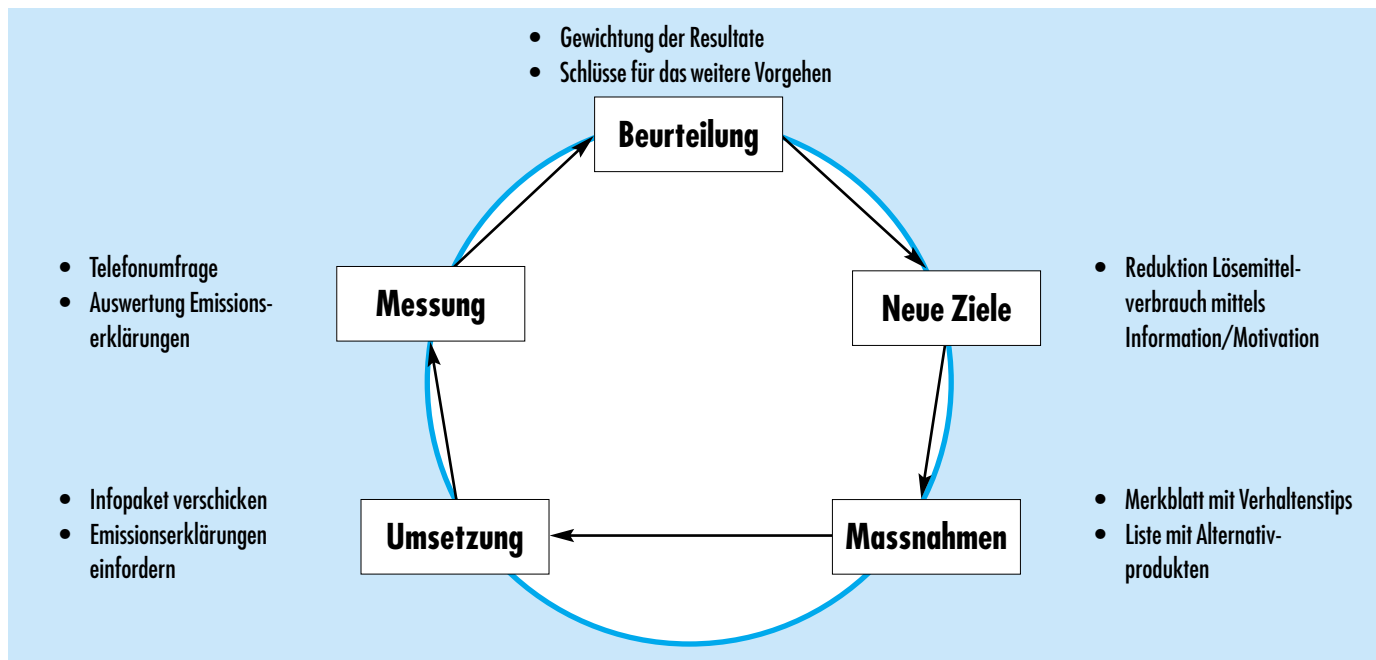 • Gewichtung der Resultate
• Schlüsse für das weitere Vorgehen
Beurteilung
• Telefonumfrage
• Auswertung Emissions-
erklärungen
Messung
Neue Ziele
• Reduktion Lösemittel-
verbrauch mittels
Information/Motivation
• Infopaket verschicken
• Emissionserklärungen
einfordern
Umsetzung
Massnahmen
• Merkblatt mit Verhaltenstips
• Liste mit Alternativ-
produkten